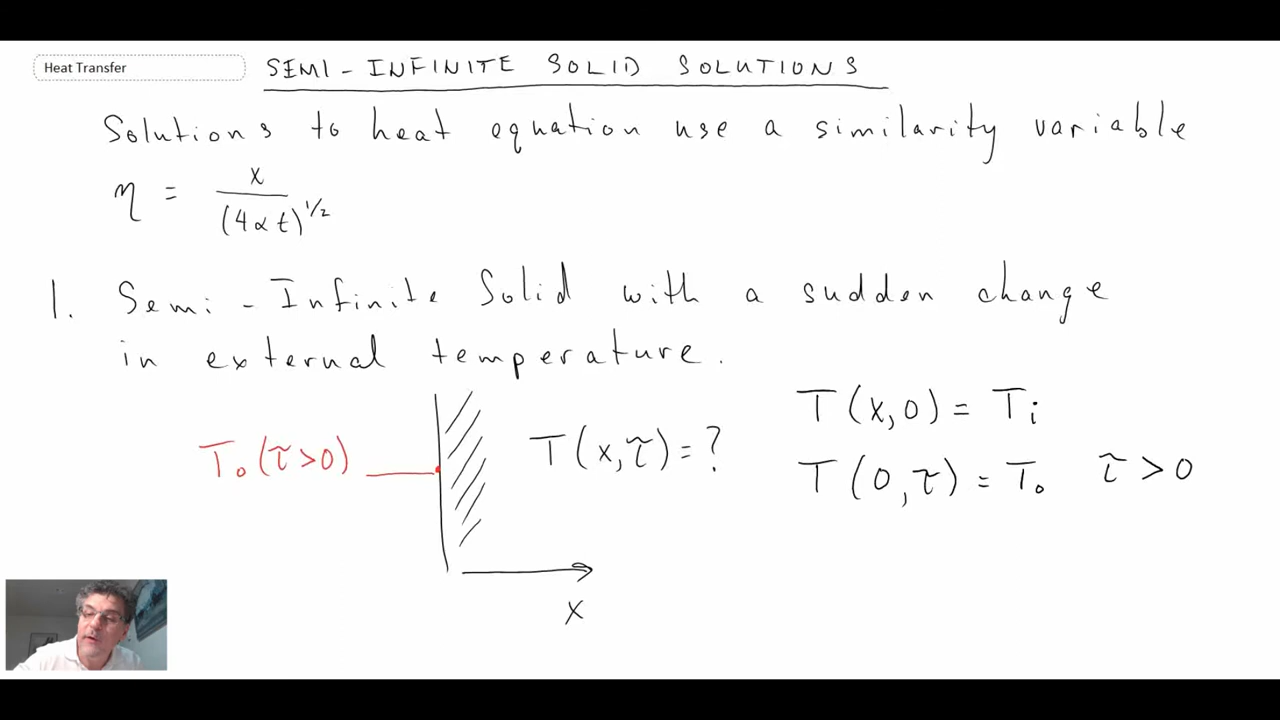 Heat Transfer
SEMI-INFINITE SOLID SOLUTIONS
Solutions to heat equation use a similarity variable
η = x / (4αt)^1/2
1. Semi-Infinite Solid with a sudden change
in external temperature.
T(x,0) = Ti
T₀(τ>0)
T(x,τ)=?
T(0,τ) = T₀ τ>0
x